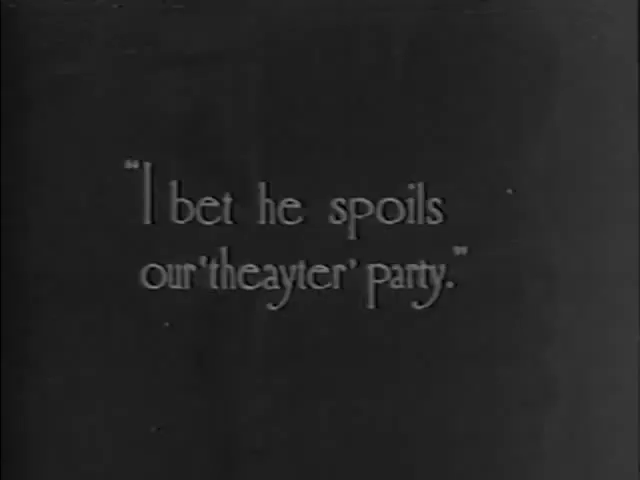 “I bet he spoils
our 'theayter' party.”